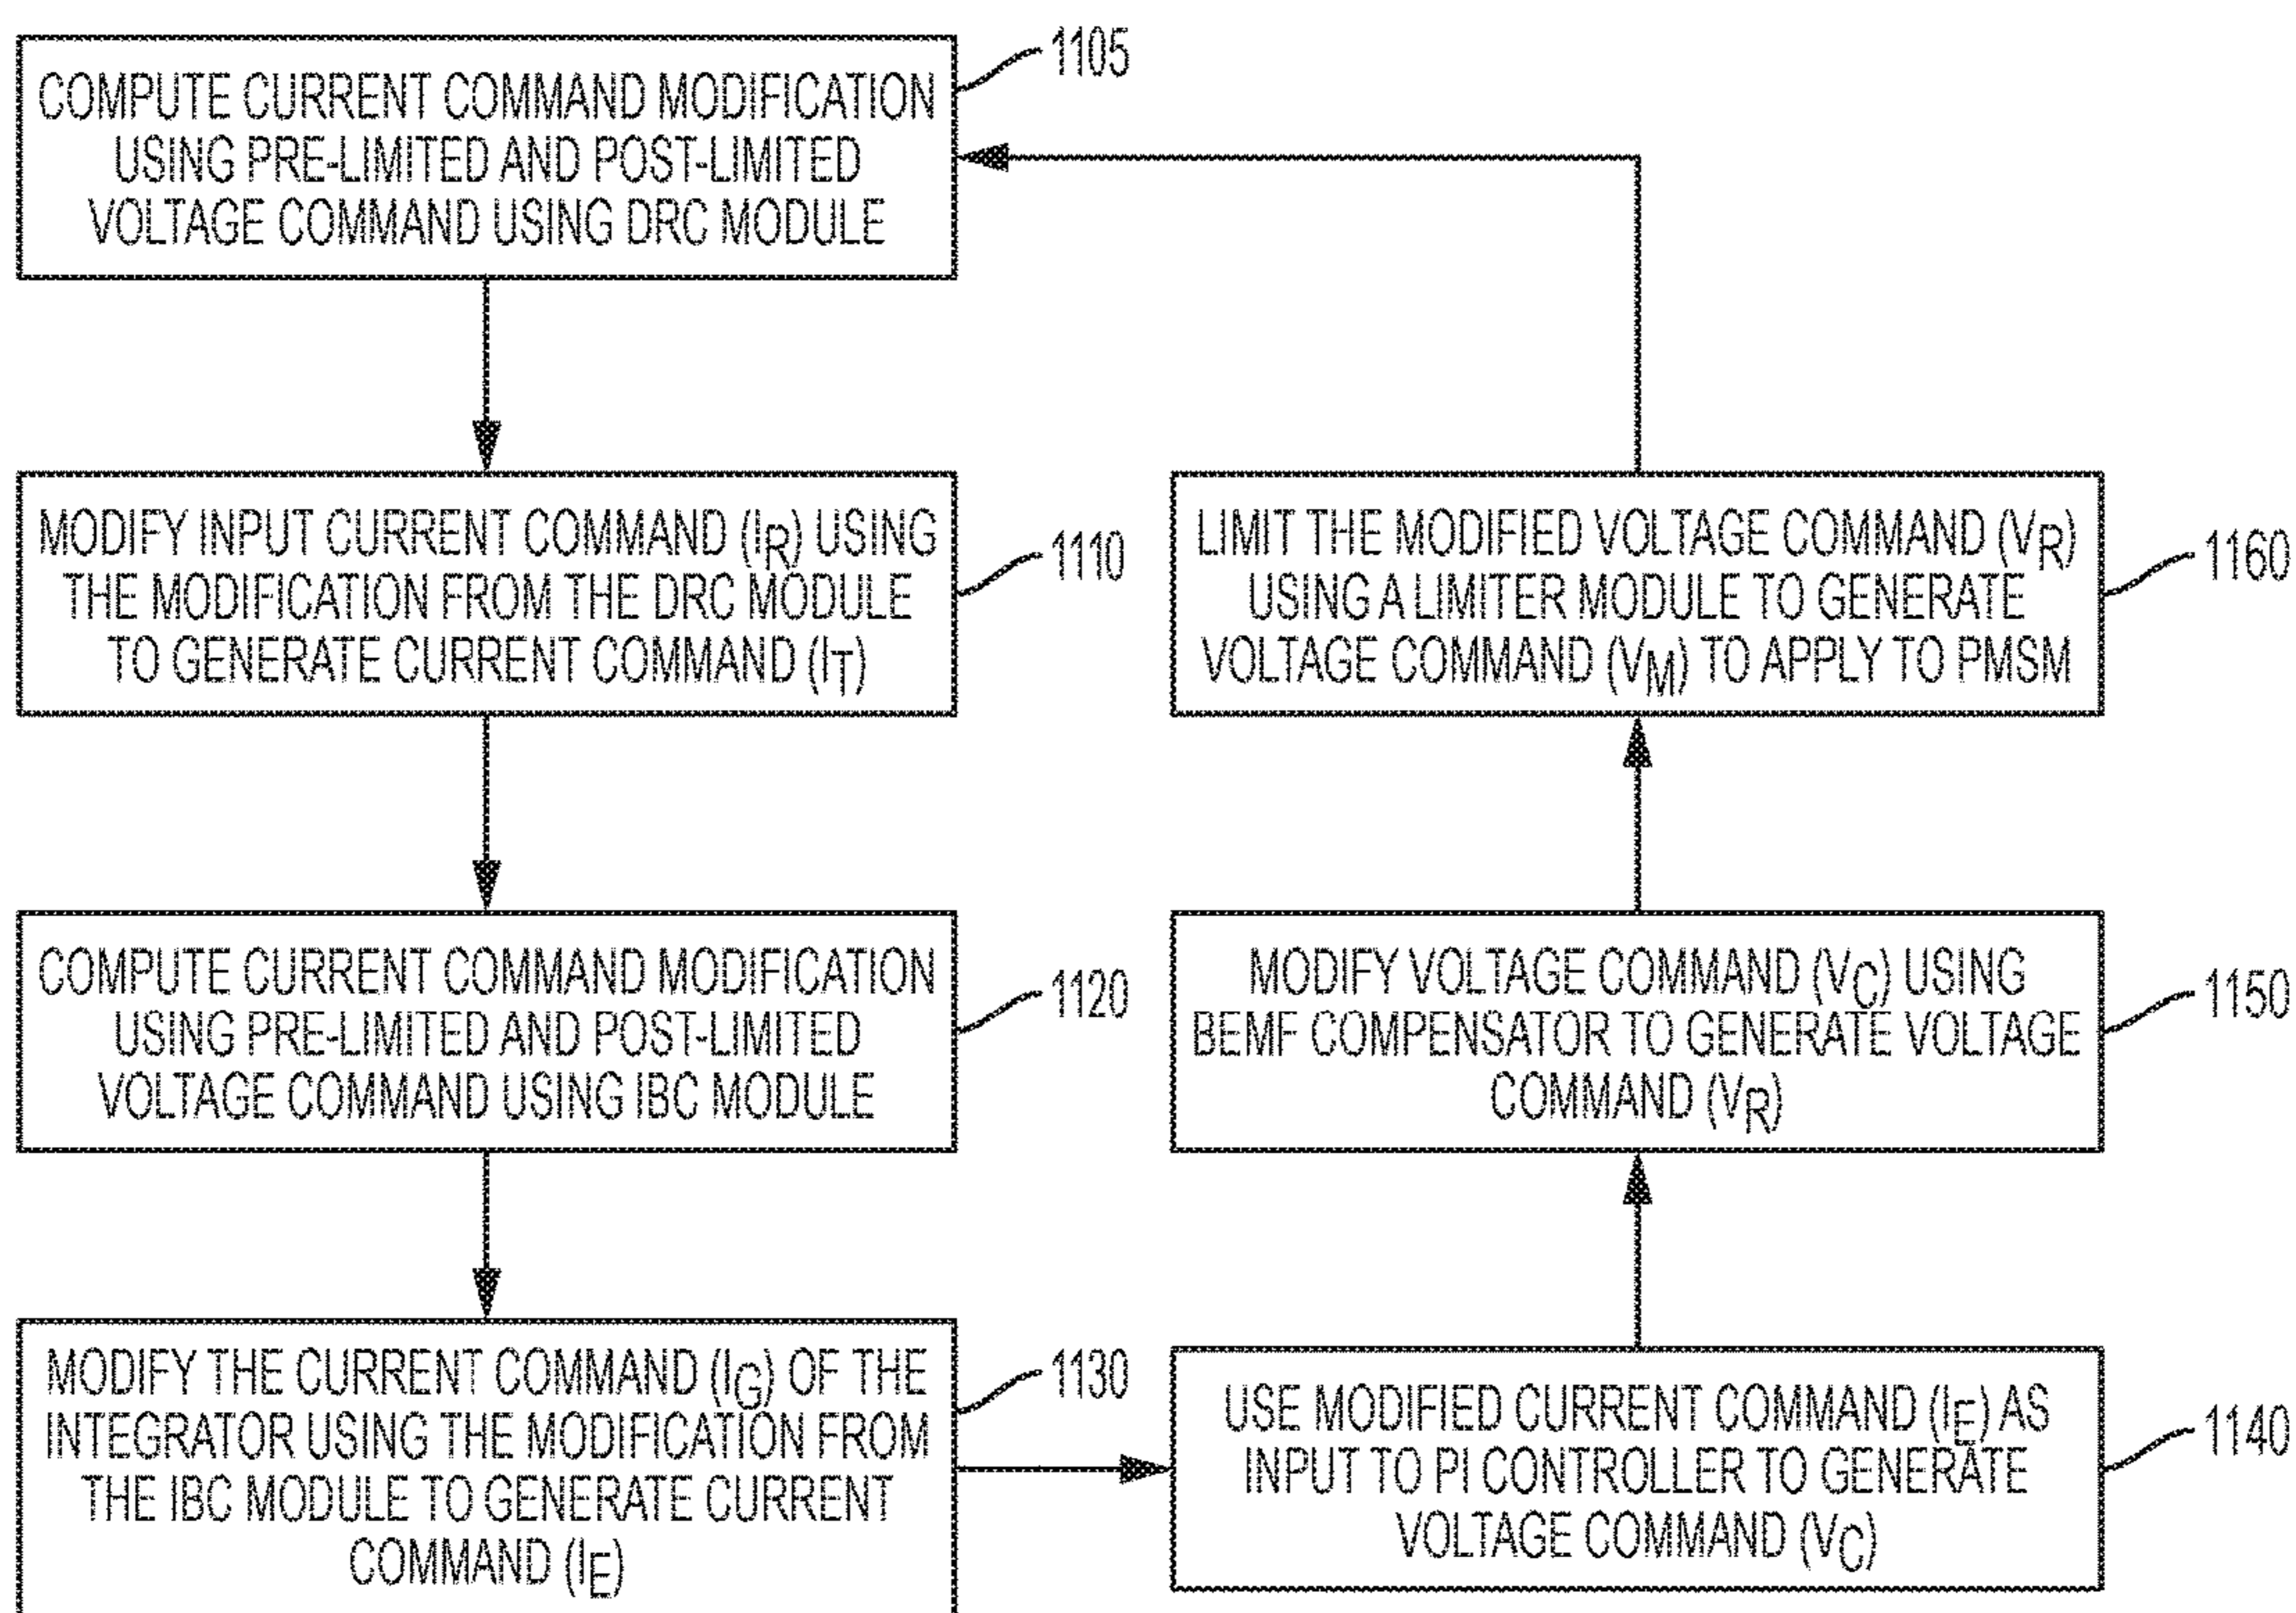 COMPUTE CURRENT COMMAND MODIFICATION
USING PRE-LIMITED AND POST-LIMITED
VOLTAGE COMMAND USING DRC MODULE
1105
MODIFY INPUT CURRENT COMMAND (IR) USING
THE MODIFICATION FROM THE DRC MODULE
TO GENERATE CURRENT COMMAND (IT)
1110
COMPUTE CURRENT COMMAND MODIFICATION
USING PRE-LIMITED AND POST-LIMITED
VOLTAGE COMMAND USING IBC MODULE
1120
MODIFY THE CURRENT COMMAND (IG) OF THE
INTEGRATOR USING THE MODIFICATION FROM
THE IBC MODULE TO GENERATE CURRENT
COMMAND (IE)
1130
USE MODIFIED CURRENT COMMAND (IE) AS
INPUT TO PI CONTROLLER TO GENERATE
VOLTAGE COMMAND (VC)
1140
MODIFY VOLTAGE COMMAND (VC) USING
BEMF COMPENSATOR TO GENERATE VOLTAGE
COMMAND (VR)
1150
LIMIT THE MODIFIED VOLTAGE COMMAND (VR)
USING A LIMITER MODULE TO GENERATE
VOLTAGE COMMAND (VM) TO APPLY TO PMSM
1160